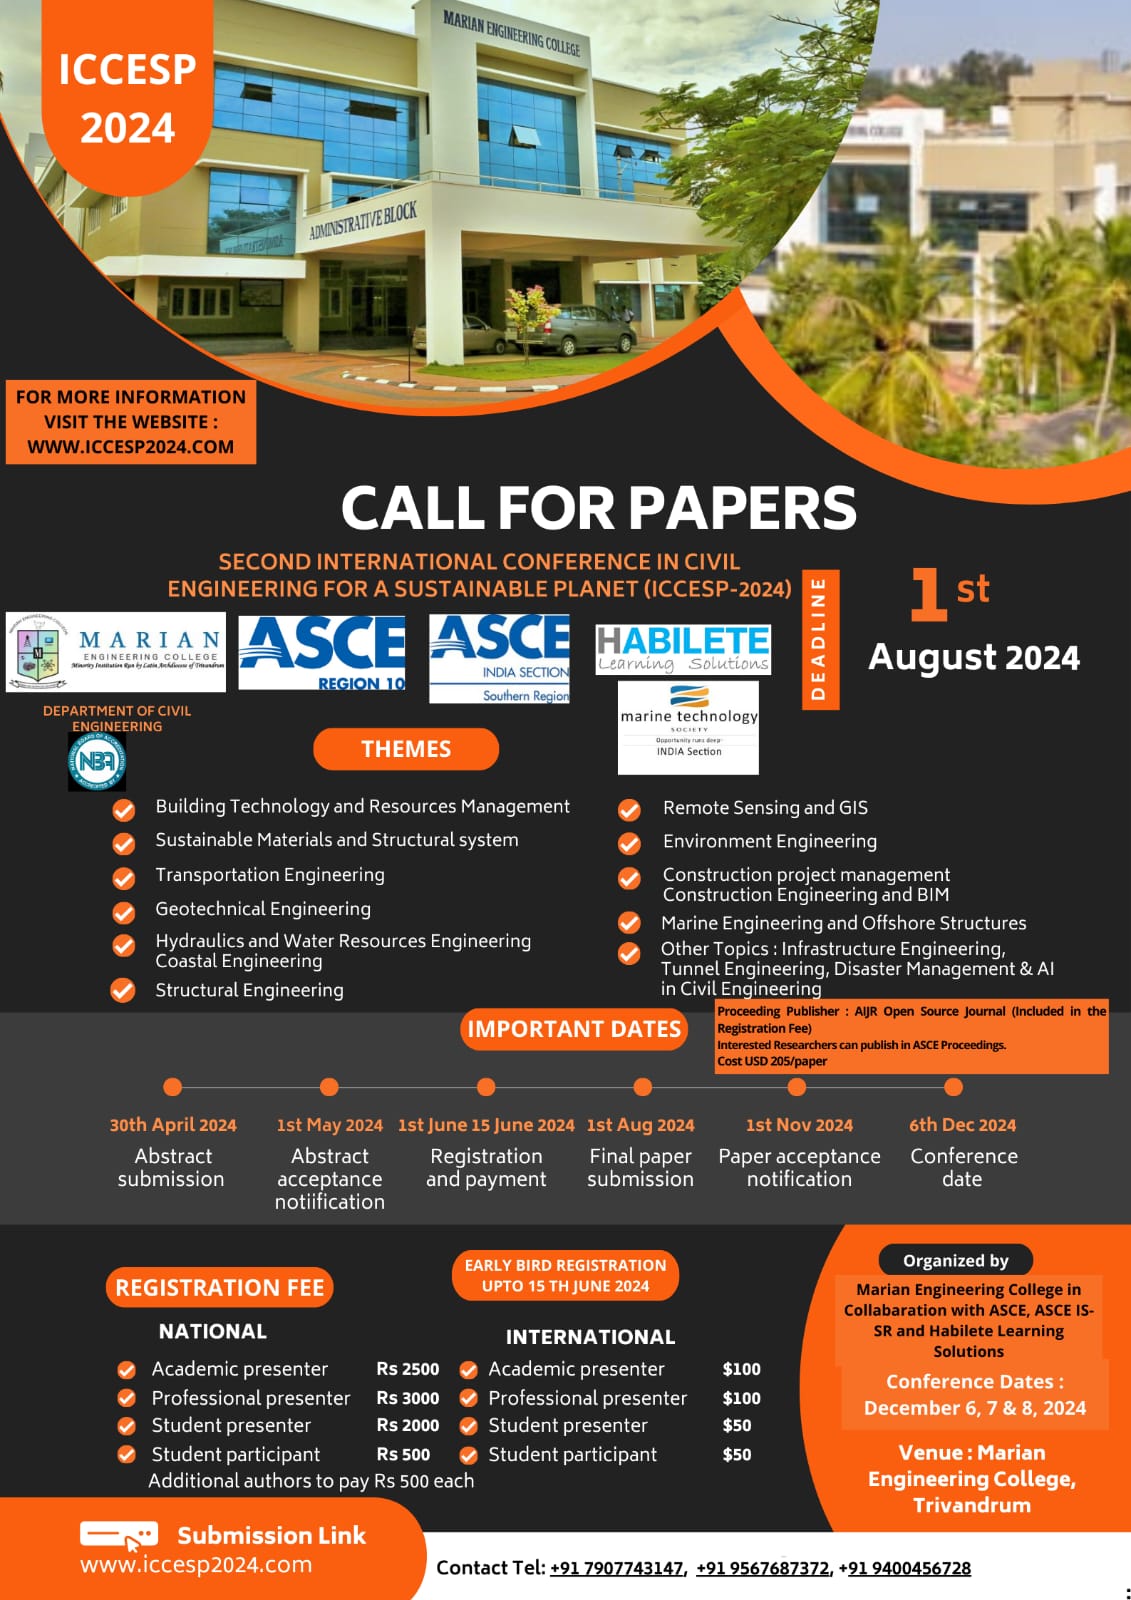 MARIAN ENGINEERING COLLEGE
ADMINISTRATIVE BLOCK
ICCESP
2024
FOR MORE INFORMATION
VISIT THE WEBSITE :
WWW.ICCESP2024.COM
CALL FOR PAPERS
SECOND INTERNATIONAL CONFERENCE IN CIVIL
ENGINEERING FOR A SUSTAINABLE PLANET (ICCESP-2024)
DEADLINE
1st
August 2024
MARIAN
ENGINEERING COLLEGE
Minority Institution Run by Latin Archdiocese of Trivandrum
ASCE
REGION 10
ASCE
INDIA SECTION
Southern Region
HABILETE
Learning Solutions
marine technology
SOCIETY
Opportunity runs deep
INDIA Section
DEPARTMENT OF CIVIL
ENGINEERING
NBA
THEMES
Building Technology and Resources Management
Sustainable Materials and Structural system
Transportation Engineering
Geotechnical Engineering
Hydraulics and Water Resources Engineering
Coastal Engineering
Structural Engineering
Remote Sensing and GIS
Environment Engineering
Construction project management
Construction Engineering and BIM
Marine Engineering and Offshore Structures
Other Topics : Infrastructure Engineering,
Tunnel Engineering, Disaster Management & AI
in Civil Engineering
Proceeding Publisher : AIJR Open Source Journal (Included in the
Registration Fee)
Interested Researchers can publish in ASCE Proceedings.
Cost USD 205/paper
IMPORTANT DATES
30th April 2024
Abstract
submission
1st May 2024
Abstract
acceptance
notiification
1st June 15 June 2024
Registration
and payment
1st Aug 2024
Final paper
submission
1st Nov 2024
Paper acceptance
notification
6th Dec 2024
Conference
date
REGISTRATION FEE
EARLY BIRD REGISTRATION
UPTO 15 TH JUNE 2024
NATIONAL
Academic presenter Rs 2500
Professional presenter Rs 3000
Student presenter Rs 2000
Student participant Rs 500
Additional authors to pay Rs 500 each
INTERNATIONAL
Academic presenter $100
Professional presenter $100
Student presenter $50
Student participant $50
Organized by
Marian Engineering College in
Collabaration with ASCE, ASCE IS-
SR and Habilete Learning
Solutions
Conference Dates :
December 6, 7 & 8, 2024
Venue : Marian
Engineering College,
Trivandrum
Submission Link
www.iccesp2024.com
Contact Tel: +91 7907743147, +91 9567687372, +91 9400456728
: